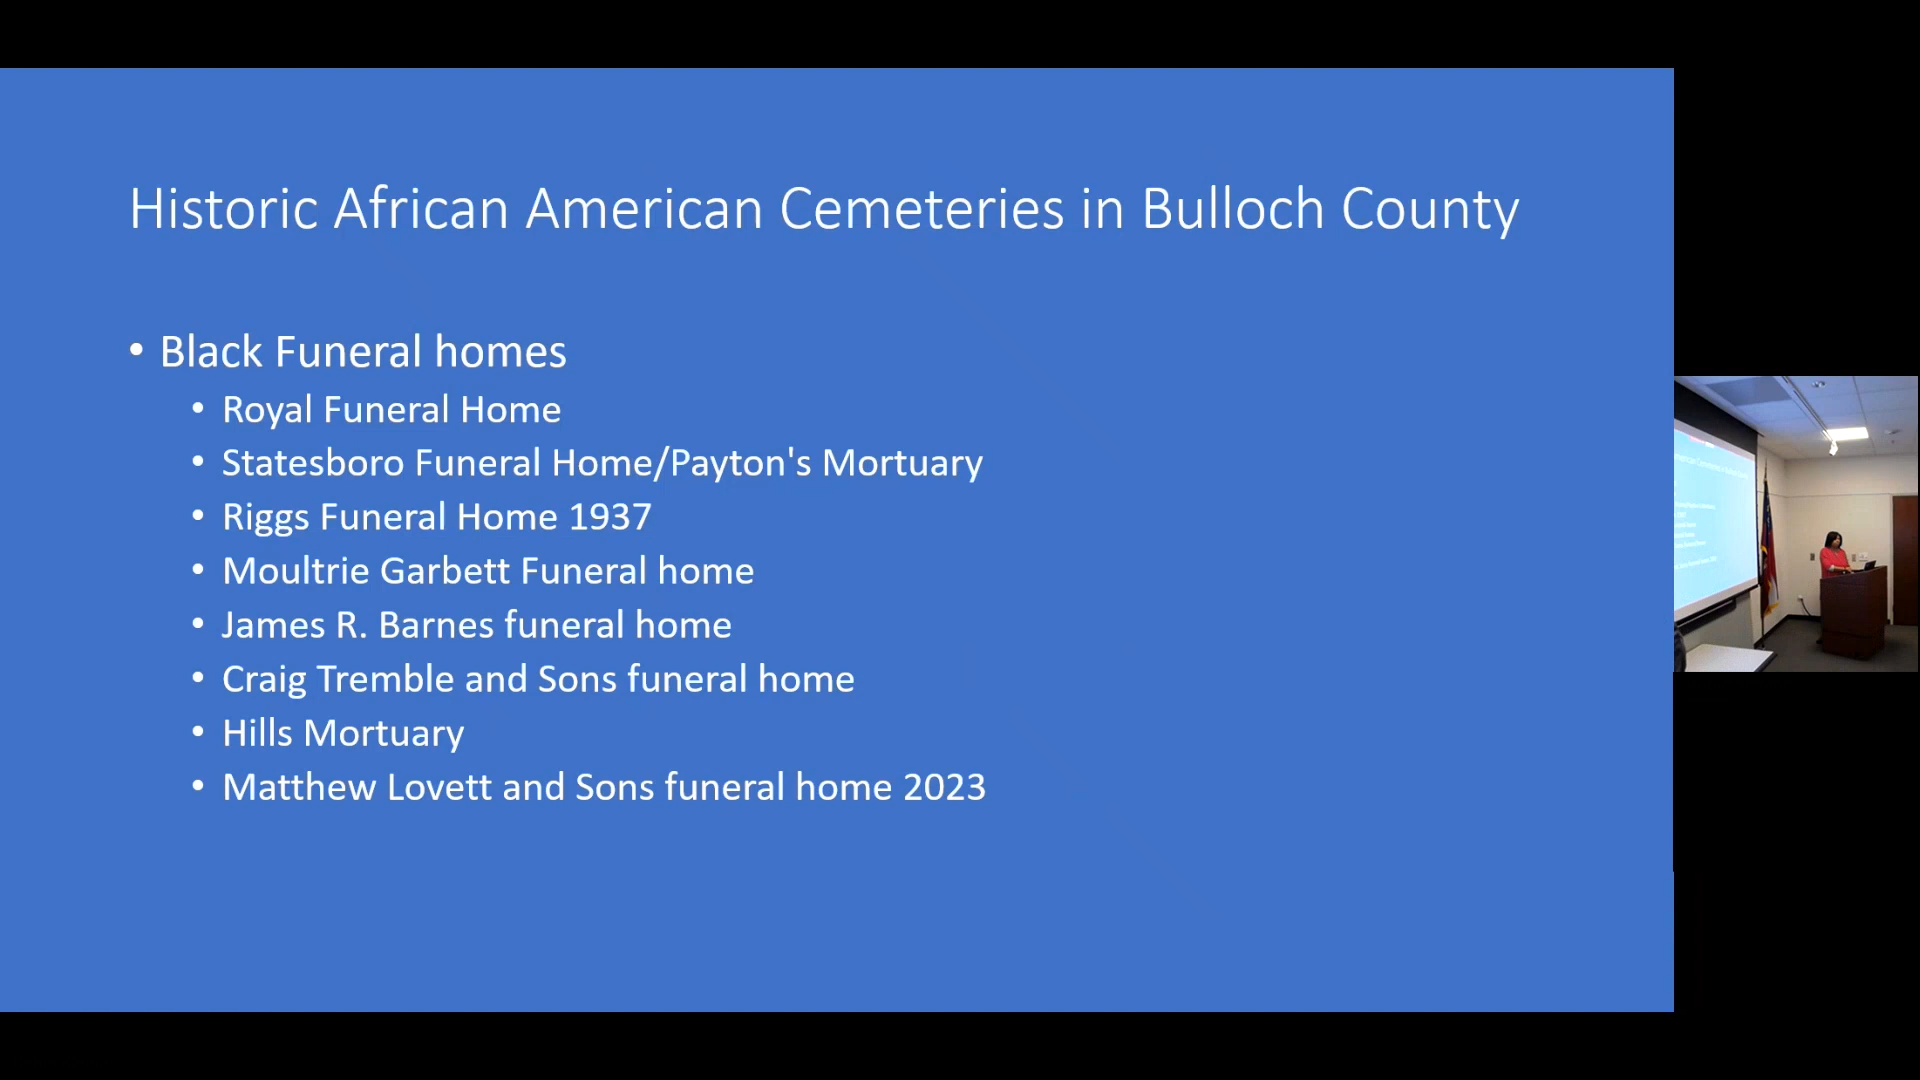 Historic African American Cemeteries in Bulloch County
• Black Funeral homes
• Royal Funeral Home
• Statesboro Funeral Home/Payton's Mortuary
• Riggs Funeral Home 1937
• Moultrie Garbett Funeral home
• James R. Barnes funeral home
• Craig Tremble and Sons funeral home
• Hills Mortuary
• Matthew Lovett and Sons funeral home 2023